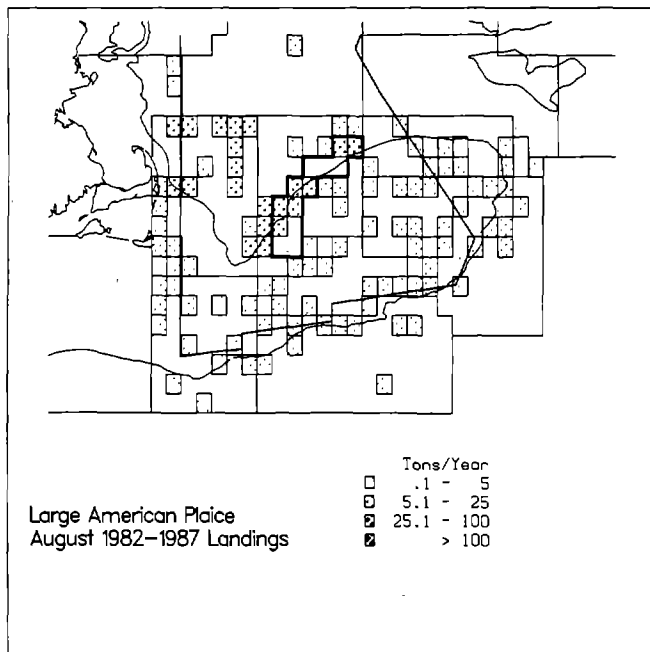 Tons/Year
.1 - 5
5.1 - 25
25.1 - 100
> 100
Large American Plaice
August 1982-1987 Landings